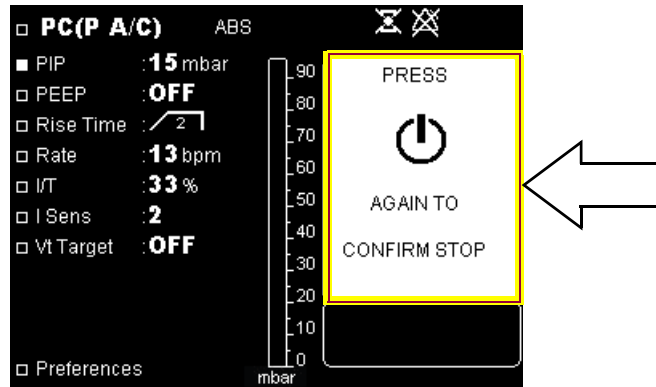 PC(P A/C) ABS
PIP :15 mbar
PEEP :OFF
Rise Time : 2
Rate :13 bpm
I/T :33 %
I Sens :2
Vt Target :OFF
Preferences
90
80
70
60
50
40
30
20
10
0
mbar
PRESS
AGAIN TO
CONFIRM STOP